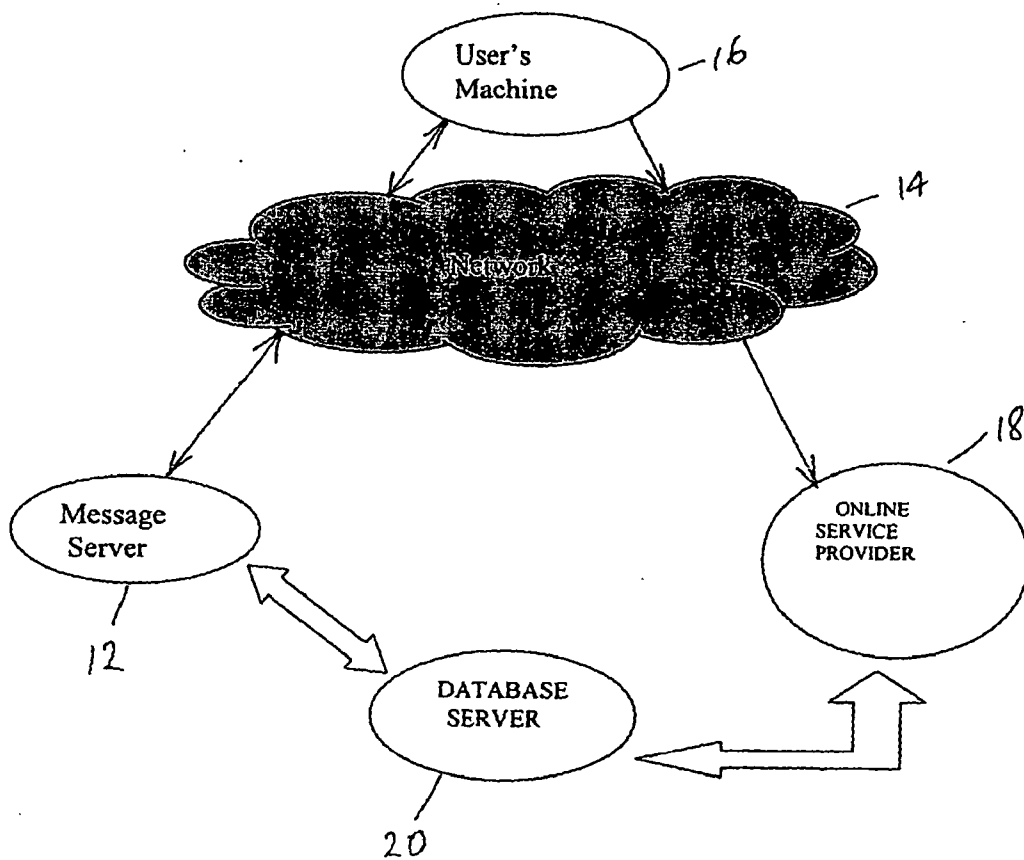 User's
Machine
16
14
Network
18
Message
Server
ONLINE
SERVICE
PROVIDER
12
DATABASE
SERVER
20